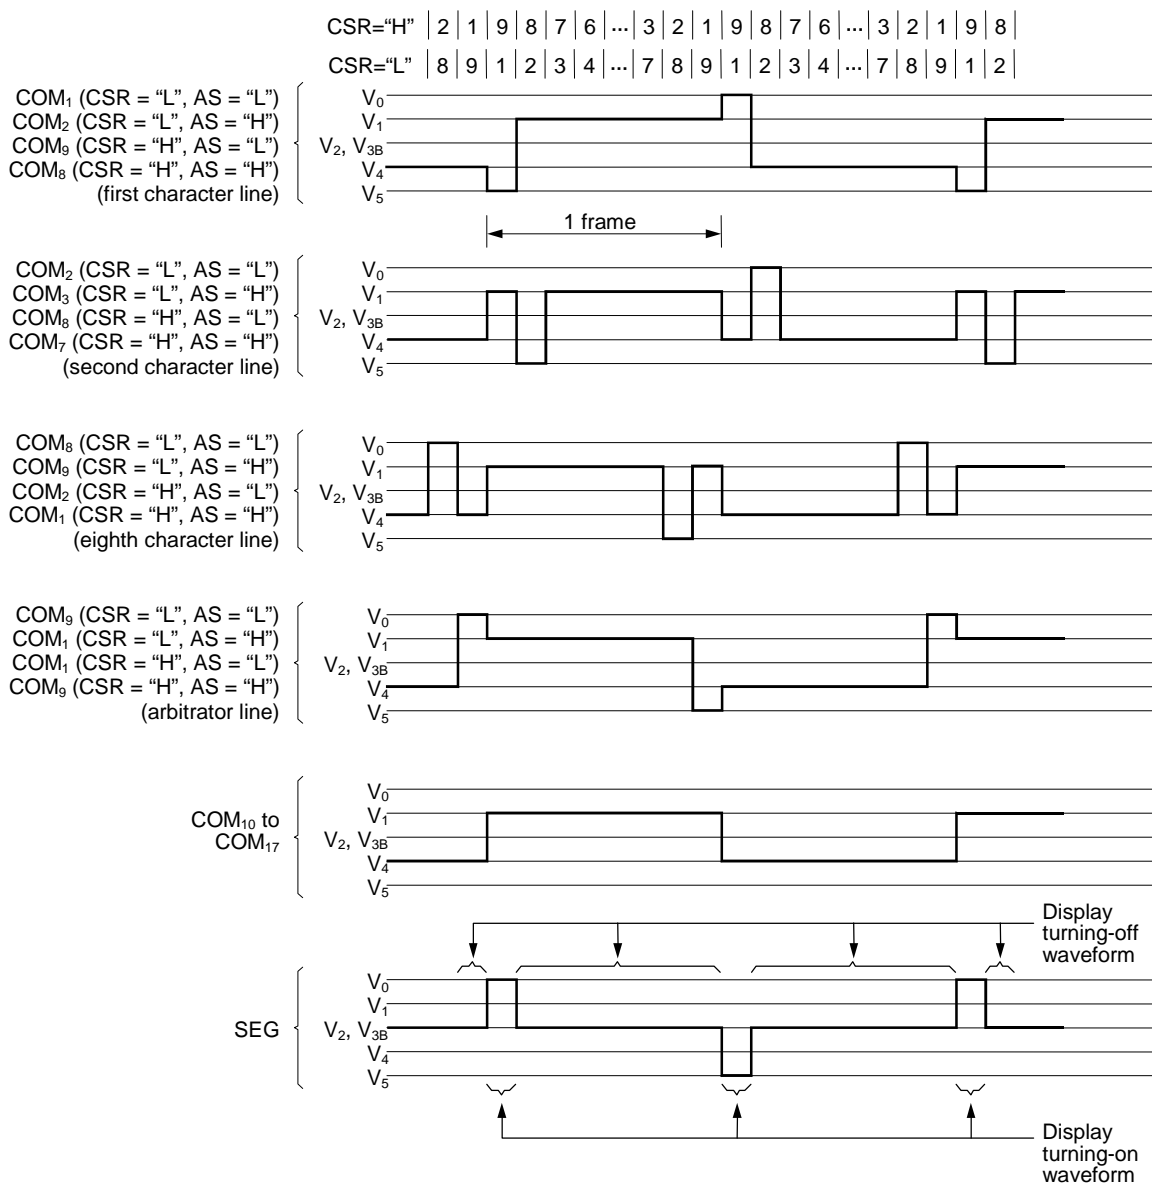 CSR=“H” 2 1 9 8 7 6 ... 3 2 1 9 8 7 6 ... 3 2 1 9 8
CSR=“L” 8 9 1 2 3 4 ... 7 8 9 1 2 3 4 ... 7 8 9 1 2
COM₁ (CSR = “L”, AS = “L”)
COM₂ (CSR = “L”, AS = “H”)
COM₉ (CSR = “H”, AS = “L”)
COM₈ (CSR = “H”, AS = “H”)
(first character line)
V₀
V₁
V₂, V₃B
V₄
V₅
1 frame
COM₂ (CSR = “L”, AS = “L”)
COM₃ (CSR = “L”, AS = “H”)
COM₈ (CSR = “H”, AS = “L”)
COM₇ (CSR = “H”, AS = “H”)
(second character line)
V₀
V₁
V₂, V₃B
V₄
V₅
COM₈ (CSR = “L”, AS = “L”)
COM₉ (CSR = “L”, AS = “H”)
COM₂ (CSR = “H”, AS = “L”)
COM₁ (CSR = “H”, AS = “H”)
(eighth character line)
V₀
V₁
V₂, V₃B
V₄
V₅
COM₉ (CSR = “L”, AS = “L”)
COM₁ (CSR = “L”, AS = “H”)
COM₁ (CSR = “H”, AS = “L”)
COM₉ (CSR = “H”, AS = “H”)
(arbitrator line)
V₀
V₁
V₂, V₃B
V₄
V₅
COM₁₀ to
COM₁₇
V₀
V₁
V₂, V₃B
V₄
V₅
Display
turning-off
waveform
SEG
V₀
V₁
V₂, V₃B
V₄
V₅
Display
turning-on
waveform